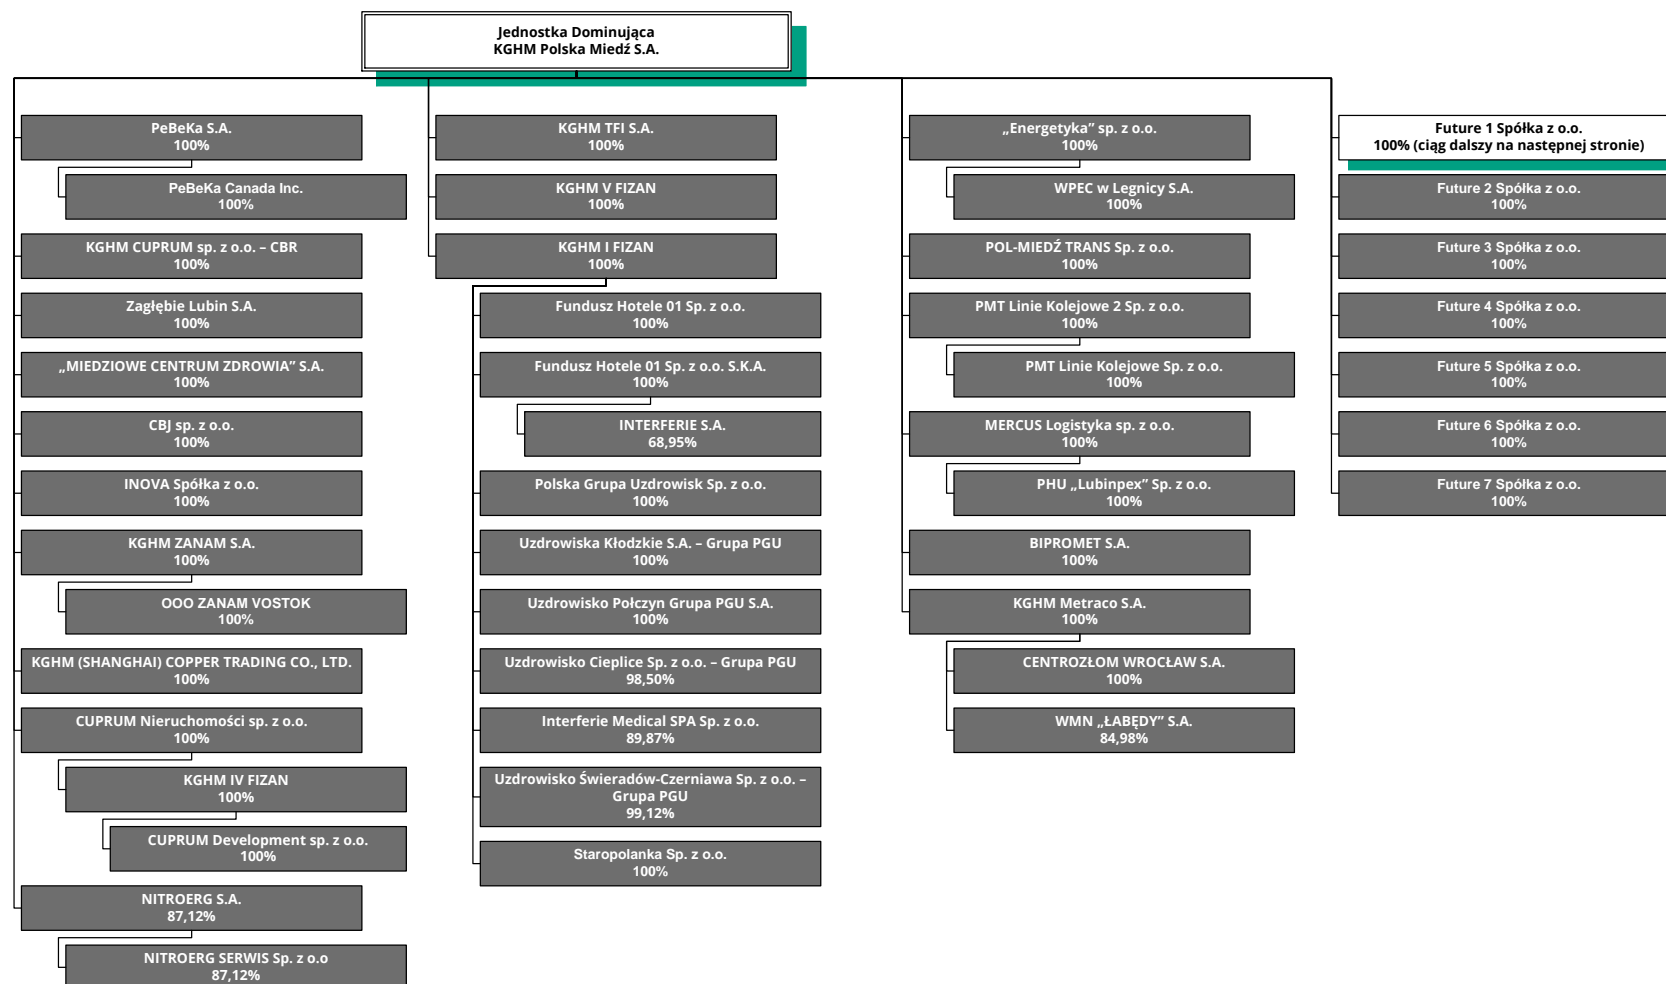 Jednostka Dominująca
KGHM Polska Miedź S.A.
PeBeKa S.A.
100%
PeBeKa Canada Inc.
100%
KGHM CUPRUM sp. z o.o. – CBR
100%
Zagłębie Lubin S.A.
100%
„MIEDZIOWE CENTRUM ZDROWIA” S.A.
100%
CBJ sp. z o.o.
100%
INOVA Spółka z o.o.
100%
KGHM ZANAM S.A.
100%
OOO ZANAM VOSTOK
100%
KGHM (SHANGHAI) COPPER TRADING CO., LTD.
100%
CUPRUM Nieruchomości sp. z o.o.
100%
KGHM IV FIZAN
100%
CUPRUM Development sp. z o.o.
100%
NITROERG S.A.
87,12%
NITROERG SERWIS Sp. z o.o
87,12%
KGHM TFI S.A.
100%
KGHM V FIZAN
100%
KGHM I FIZAN
100%
Fundusz Hotele 01 Sp. z o.o.
100%
Fundusz Hotele 01 Sp. z o.o. S.K.A.
100%
INTERFERIE S.A.
68,95%
Polska Grupa Uzdrowisk Sp. z o.o.
100%
Uzdrowiska Kłodzkie S.A. – Grupa PGU
100%
Uzdrowisko Połczyn Grupa PGU S.A.
100%
Uzdrowisko Cieplice Sp. z o.o. – Grupa PGU
98,50%
Interferie Medical SPA Sp. z o.o.
89,87%
Uzdrowisko Świeradów-Czerniawa Sp. z o.o. –
Grupa PGU
99,12%
Staropolanka Sp. z o.o.
100%
„Energetyka” sp. z o.o.
100%
WPEC w Legnicy S.A.
100%
POL-MIEDŹ TRANS Sp. z o.o.
100%
PMT Linie Kolejowe 2 Sp. z o.o.
100%
PMT Linie Kolejowe Sp. z o.o.
100%
MERCUS Logistyka sp. z o.o.
100%
PHU „Lubinpex” Sp. z o.o.
100%
BIPROMET S.A.
100%
KGHM Metraco S.A.
100%
CENTROZŁOM WROCŁAW S.A.
100%
WMN „ŁABĘDY” S.A.
84,98%
Future 1 Spółka z o.o.
100% (ciąg dalszy na następnej stronie)
Future 2 Spółka z o.o.
100%
Future 3 Spółka z o.o.
100%
Future 4 Spółka z o.o.
100%
Future 5 Spółka z o.o.
100%
Future 6 Spółka z o.o.
100%
Future 7 Spółka z o.o.
100%